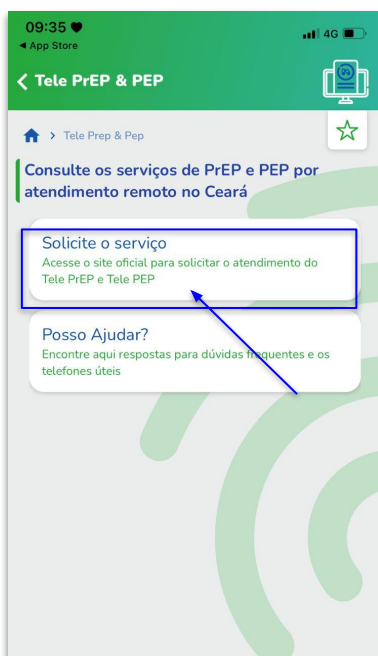 09:35
4G
◀ App Store
Tele PrEP & PEP
> Tele Prep & Pep
Consulte os serviços de PrEP e PEP por
atendimento remoto no Ceará
Solicite o serviço
Acesse o site oficial para solicitar o atendimento do
Tele PrEP e Tele PEP
Posso Ajudar?
Encontre aqui respostas para dúvidas frequentes e os
telefones úteis